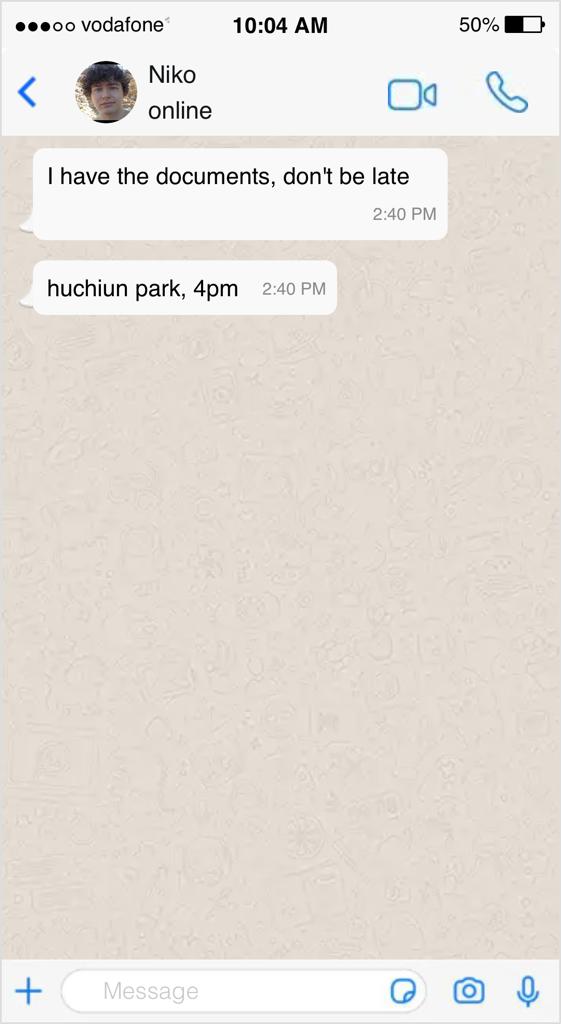 vodafone
10:04 AM
50%
Niko
online
I have the documents, don't be late
2:40 PM
huchiun park, 4pm 2:40 PM
Message